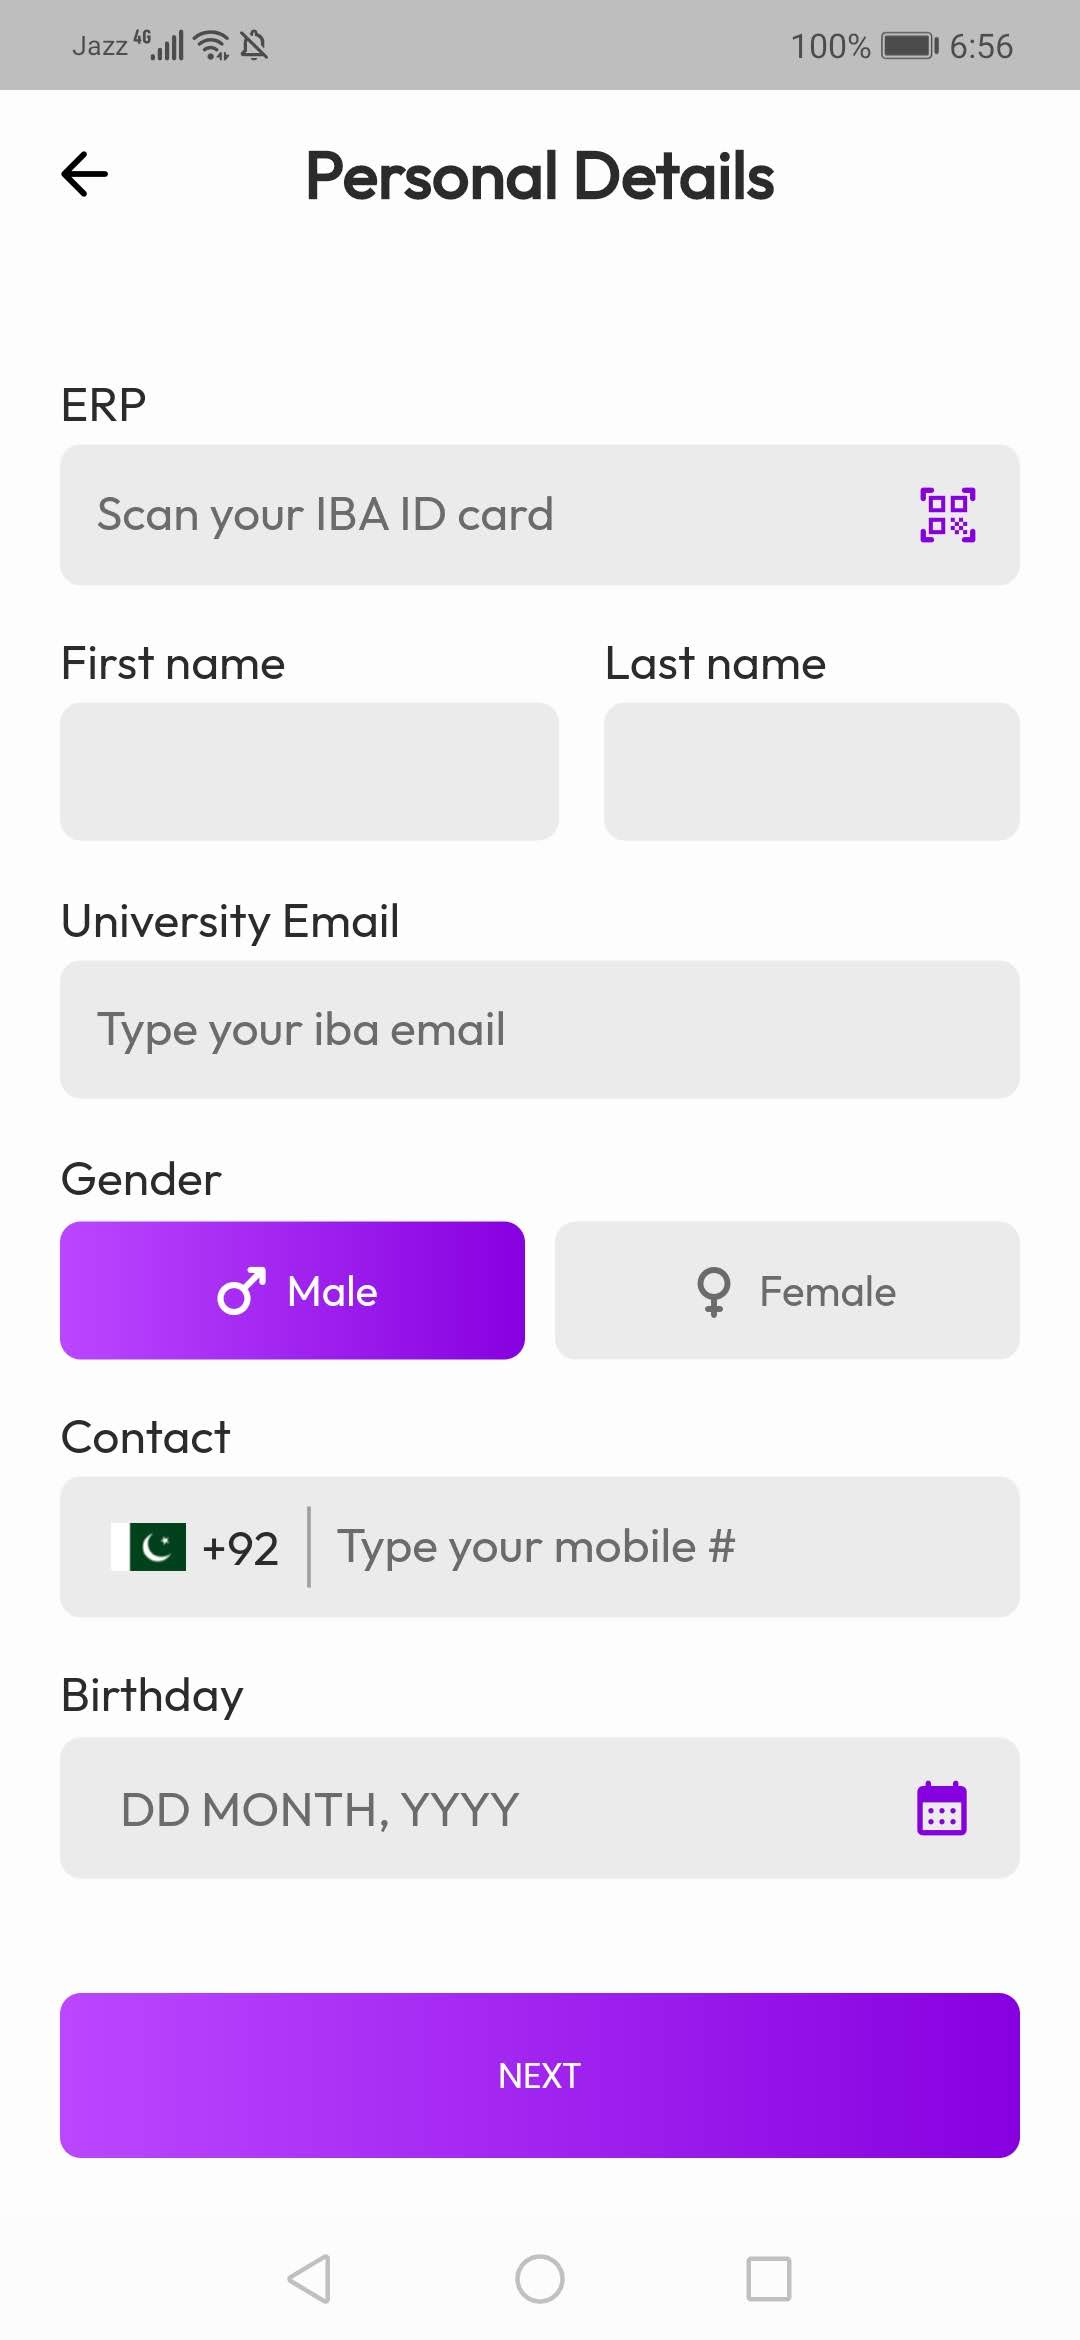 Jazz 4G 100% 6:56
Personal Details
ERP
Scan your IBA ID card
First name Last name
University Email
Type your iba email
Gender
Male Female
Contact
+92 Type your mobile #
Birthday
DD MONTH, YYYY
NEXT